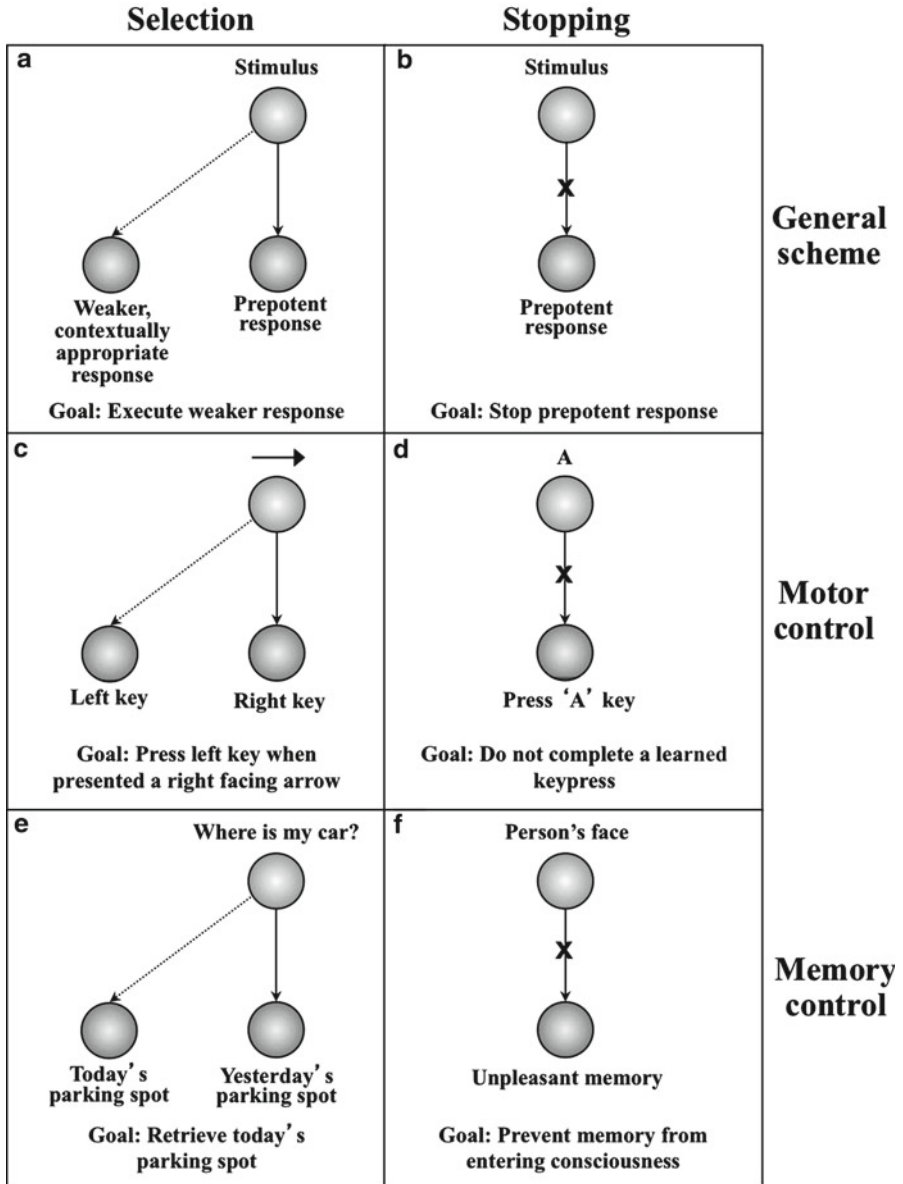 Selection
Stopping
a
Stimulus
Weaker,
contextually
appropriate
response
Prepotent
response
Goal: Execute weaker response
b
Stimulus
X
Prepotent
response
Goal: Stop prepotent response
General
scheme
c
Left key
Right key
Goal: Press left key when
presented a right facing arrow
d
A
X
Press ‘A’ key
Goal: Do not complete a learned
keypress
Motor
control
e
Where is my car?
Today’s
parking spot
Yesterday’s
parking spot
Goal: Retrieve today’s
parking spot
f
Person’s face
X
Unpleasant memory
Goal: Prevent memory from
entering consciousness
Memory
control